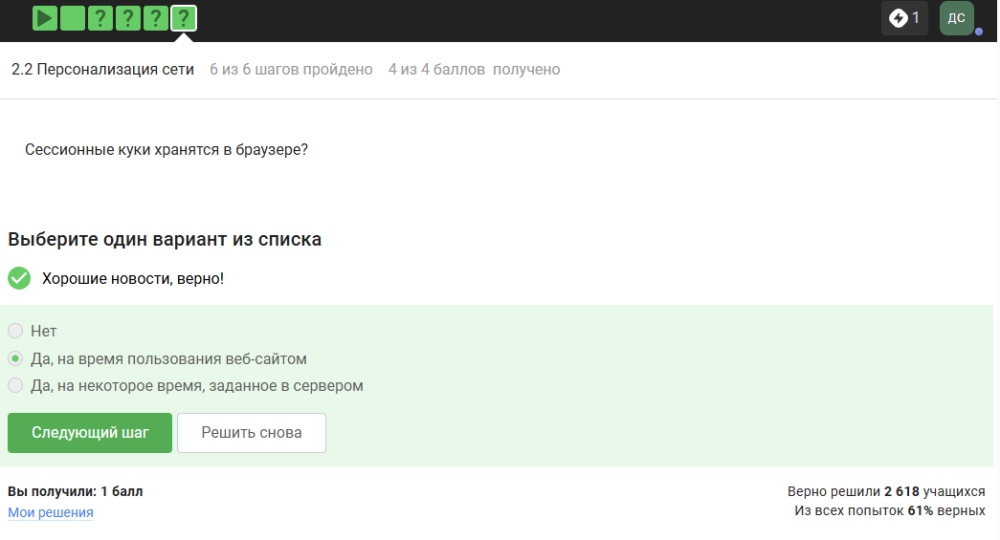 ? ? ? ?
1
ДС
2.2 Персонализация сети 6 из 6 шагов пройдено 4 из 4 баллов получено
Сессионные куки хранятся в браузере?
Выберите один вариант из списка
Хорошие новости, верно!
Нет
Да, на время пользования веб-сайтом
Да, на некоторое время, заданное в сервером
Следующий шаг Решить снова
Вы получили: 1 балл
Мои решения
Верно решили 2 618 учащихся
Из всех попыток 61% верных